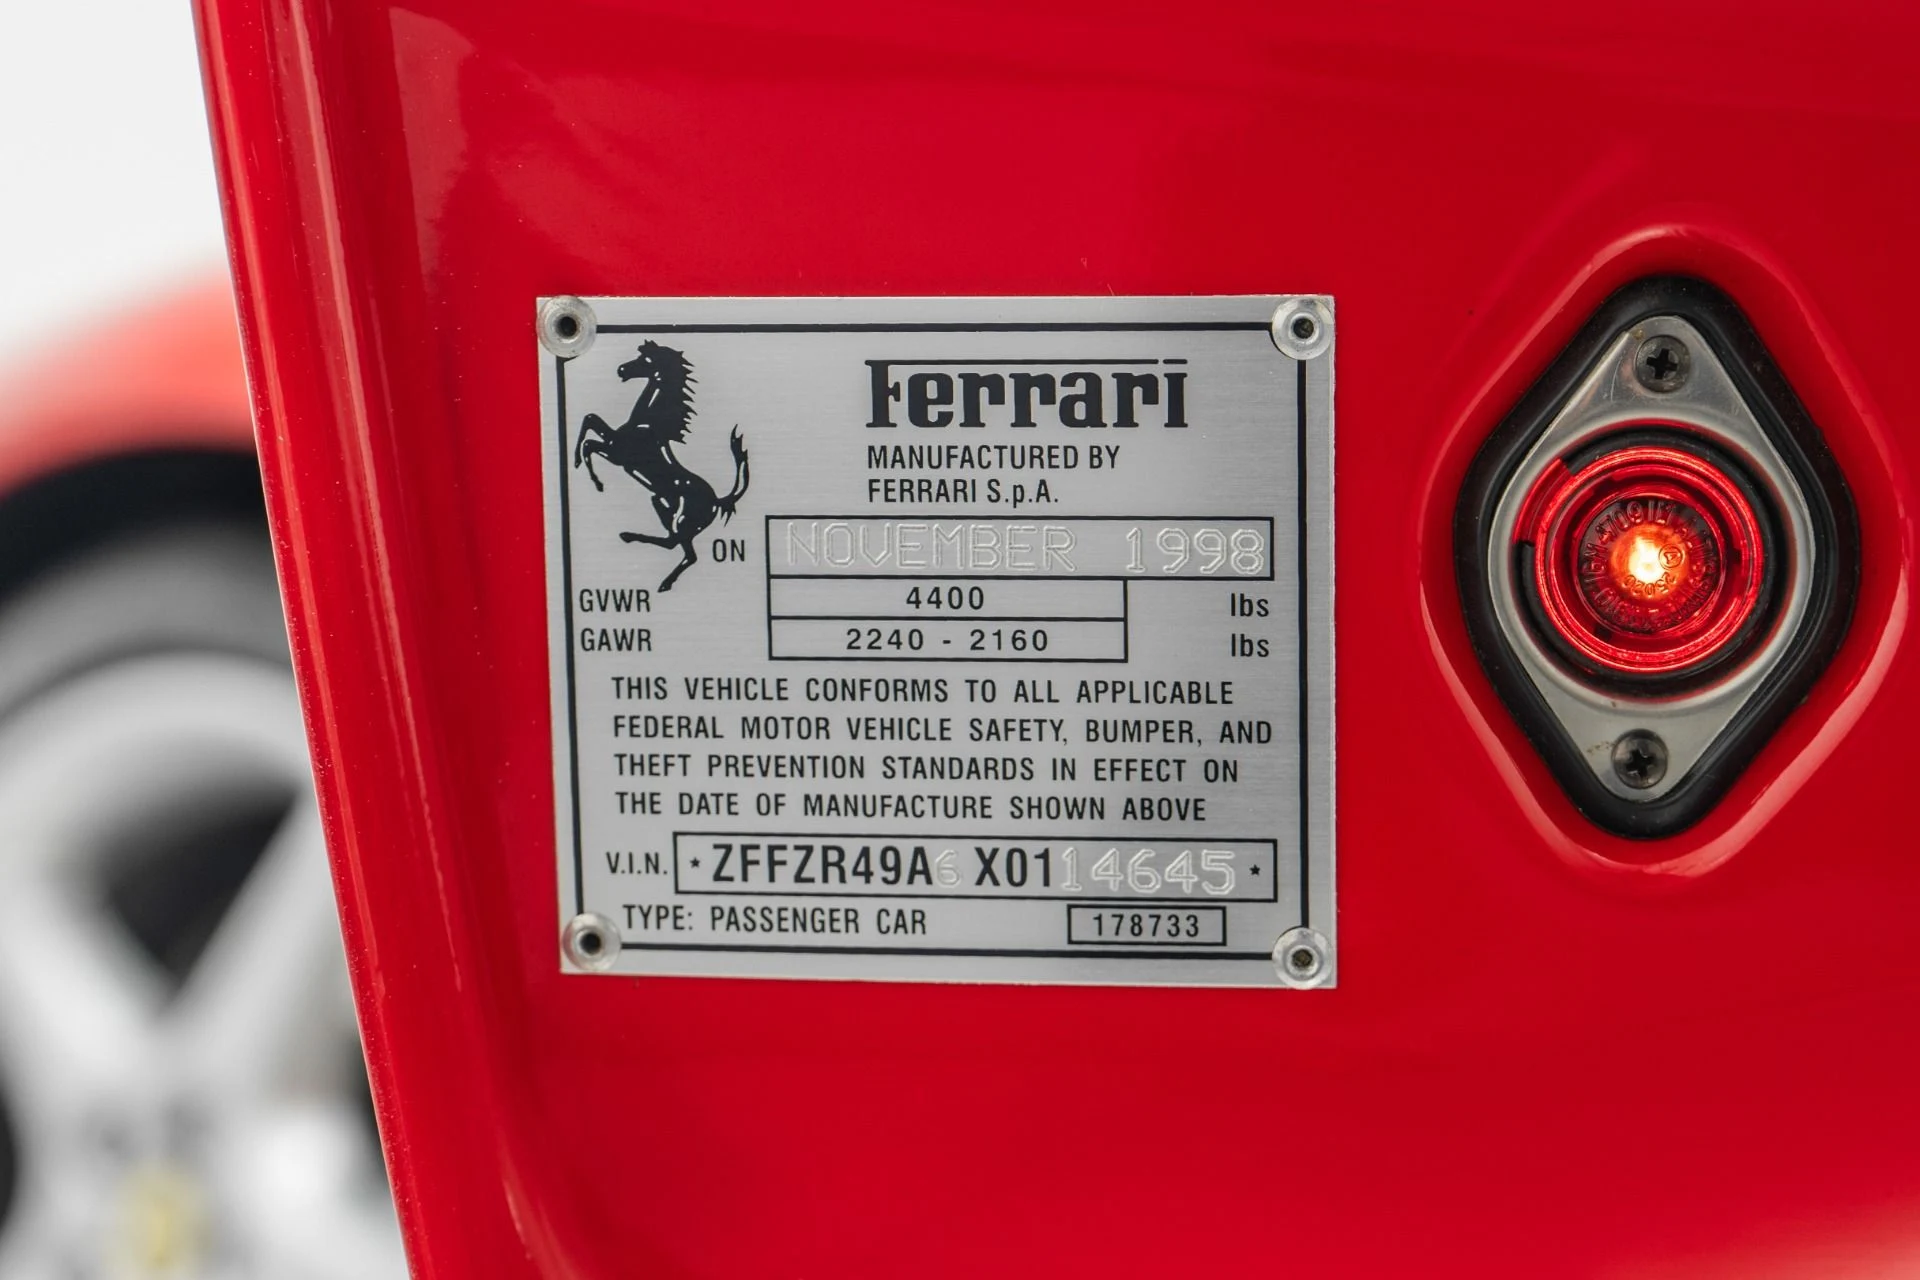 Ferrari
MANUFACTURED BY
FERRARI S.p.A.
ON NOVEMBER 1998
GVWR 4400 lbs
GAWR 2240 - 2160 lbs
THIS VEHICLE CONFORMS TO ALL APPLICABLE
FEDERAL MOTOR VEHICLE SAFETY, BUMPER, AND
THEFT PREVENTION STANDARDS IN EFFECT ON
THE DATE OF MANUFACTURE SHOWN ABOVE
V.I.N. * ZFFZR49A6 X0114645 *
TYPE: PASSENGER CAR 178733